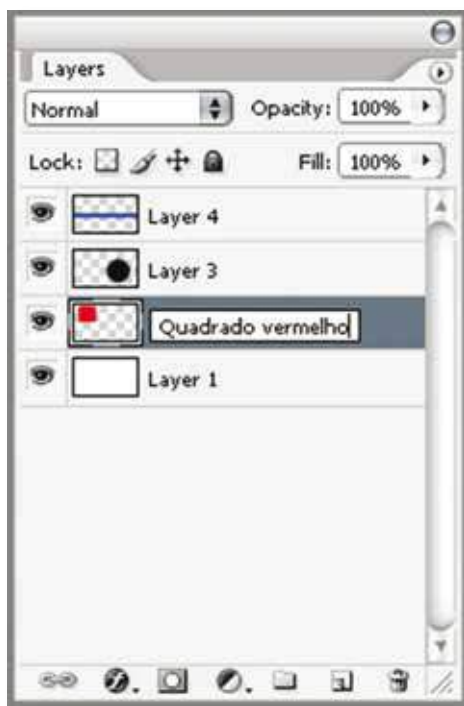 Layers
Normal Opacity: 100%
Lock: Fill: 100%
Layer 4
Layer 3
Quadrado vermelho
Layer 1